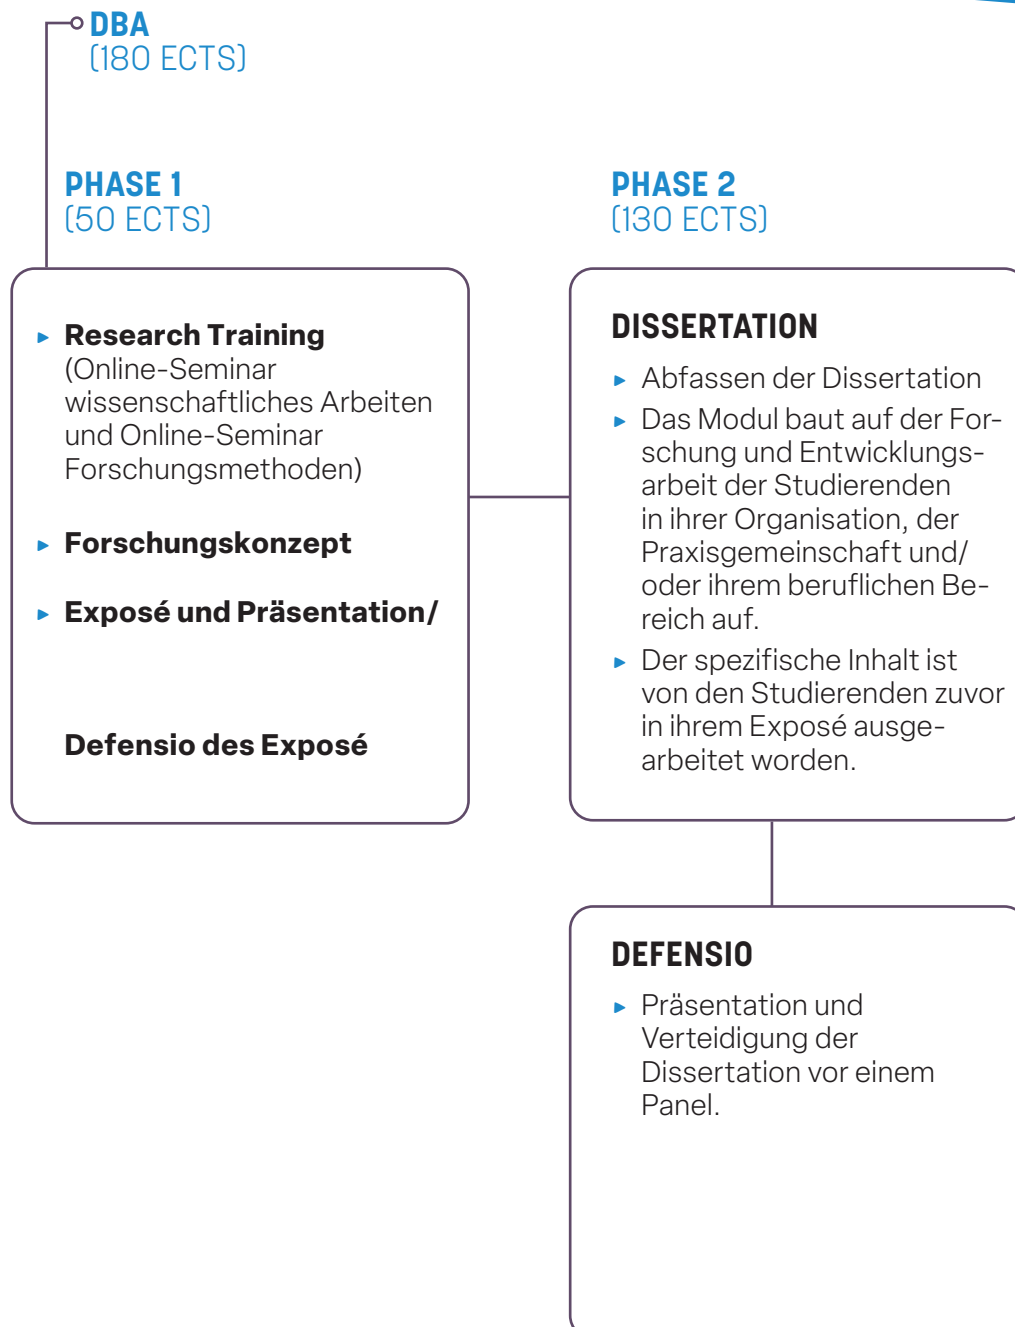 DBA
(180 ECTS)
PHASE 1
(50 ECTS)
▸ Research Training
(Online-Seminar
wissenschaftliches Arbeiten
und Online-Seminar
Forschungsmethoden)
▸ Forschungskonzept
▸ Exposé und Präsentation/
Defensio des Exposé
PHASE 2
(130 ECTS)
DISSERTATION
▸ Abfassen der Dissertation
▸ Das Modul baut auf der For-
schung und Entwicklungs-
arbeit der Studierenden
in ihrer Organisation, der
Praxisgemeinschaft und/
oder ihrem beruflichen Be-
reich auf.
▸ Der spezifische Inhalt ist
von den Studierenden zuvor
in ihrem Exposé ausge-
arbeitet worden.
DEFENSIO
▸ Präsentation und
Verteidigung der
Dissertation vor einem
Panel.